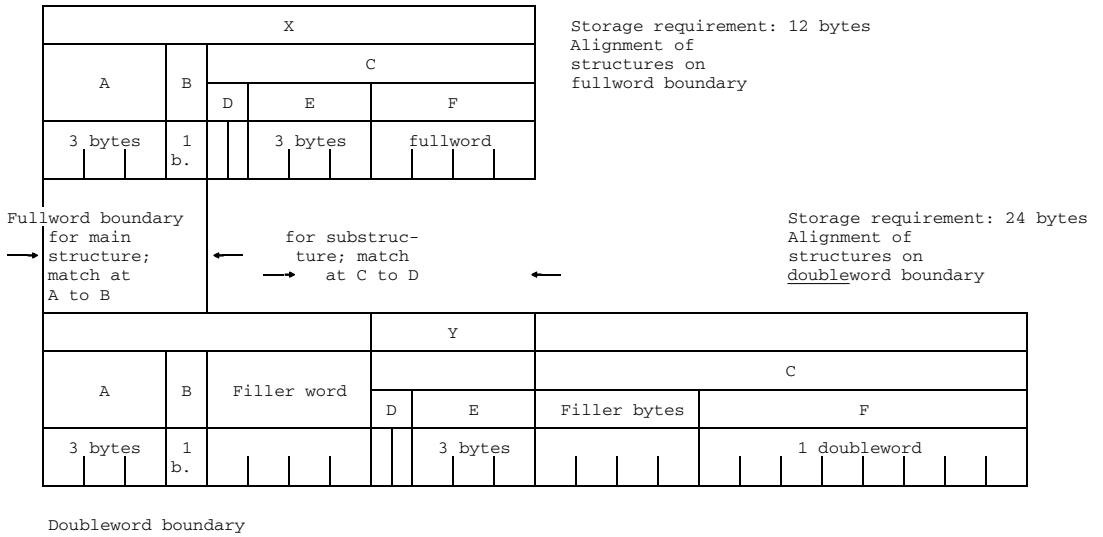 X
Storage requirement: 12 bytes
Alignment of
structures on
fullword boundary
A
B
C
D
E
F
3 bytes
1
b.
3 bytes
fullword
Fullword boundary
for main
structure;
match at
A to B
for substruc-
ture; match
at C to D
Storage requirement: 24 bytes
Alignment of
structures on
doubleword boundary
Y
A
B
Filler word
C
D
E
Filler bytes
F
3 bytes
1
b.
3 bytes
1 doubleword
Doubleword boundary